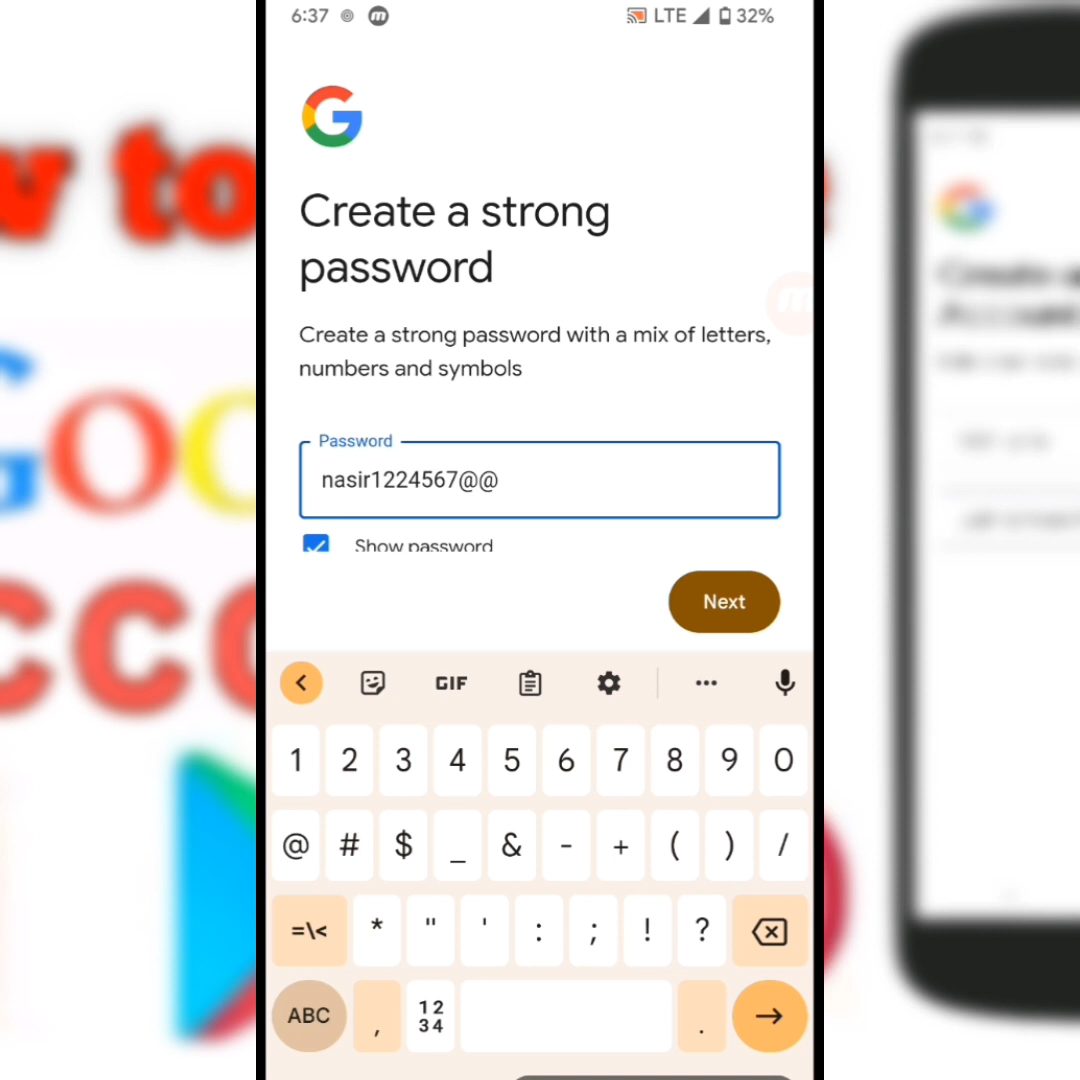 6:37 m LTE 32%
to
G
Create a strong
password
Create a strong password with a mix of letters,
numbers and symbols
Password
nasir1224567@@
Show password
Next
GIF
1 2 3 4 5 6 7 8 9 0
@ # $ _ & - + ( ) /
=\< * " ' : ; ! ?
ABC , 12 34 .